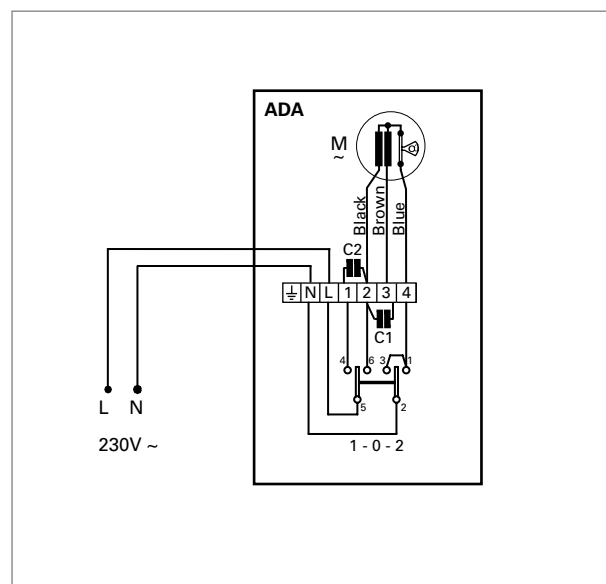 ADA
M
~
Black
Brown
Blue
C2
N L 1 2 3 4
C1
4 6 3 1
5 2
1 - 0 - 2
L N
230V ~